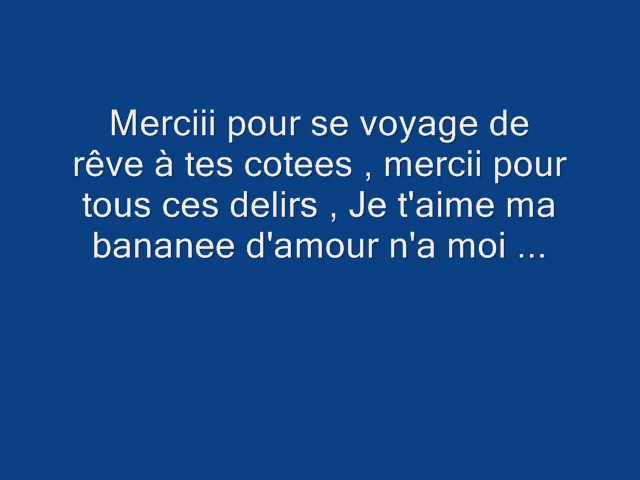 Merciii pour se voyage de
rêve à tes cotees , mercii pour
tous ces delirs , Je t'aime ma
bananee d'amour n'a moi ...